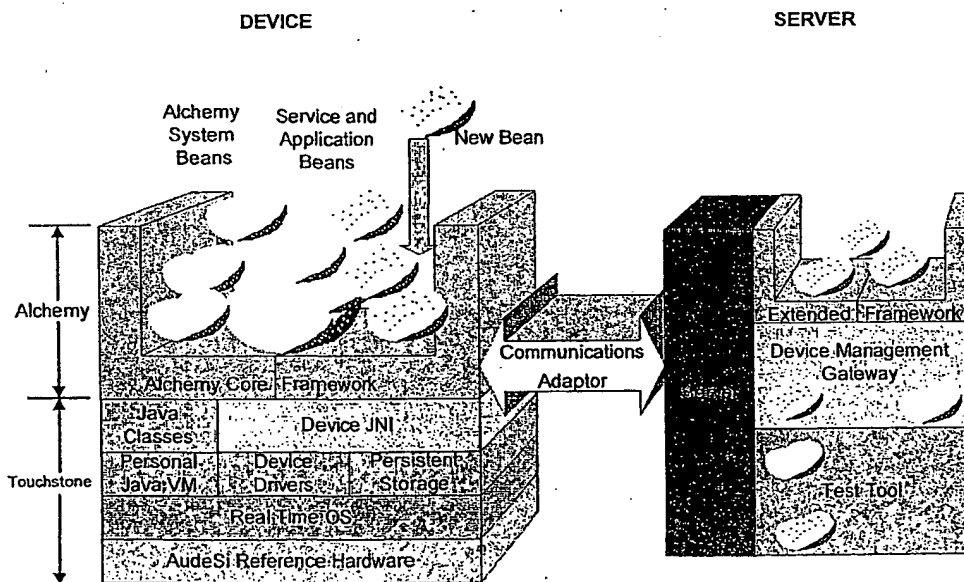 DEVICE
SERVER
Alchemy
System
Beans
Service and
Application
Beans
New Bean
Alchemy
Alchemy Core Framework
Touchstone
Java
Classes
Device JNI
Personal
Java VM
Device
Drivers
Persistent
Storage
Real Time OS
AudeSI Reference Hardware
Communications
Adaptor
Extended Framework
Device Management
Gateway
Test Tool